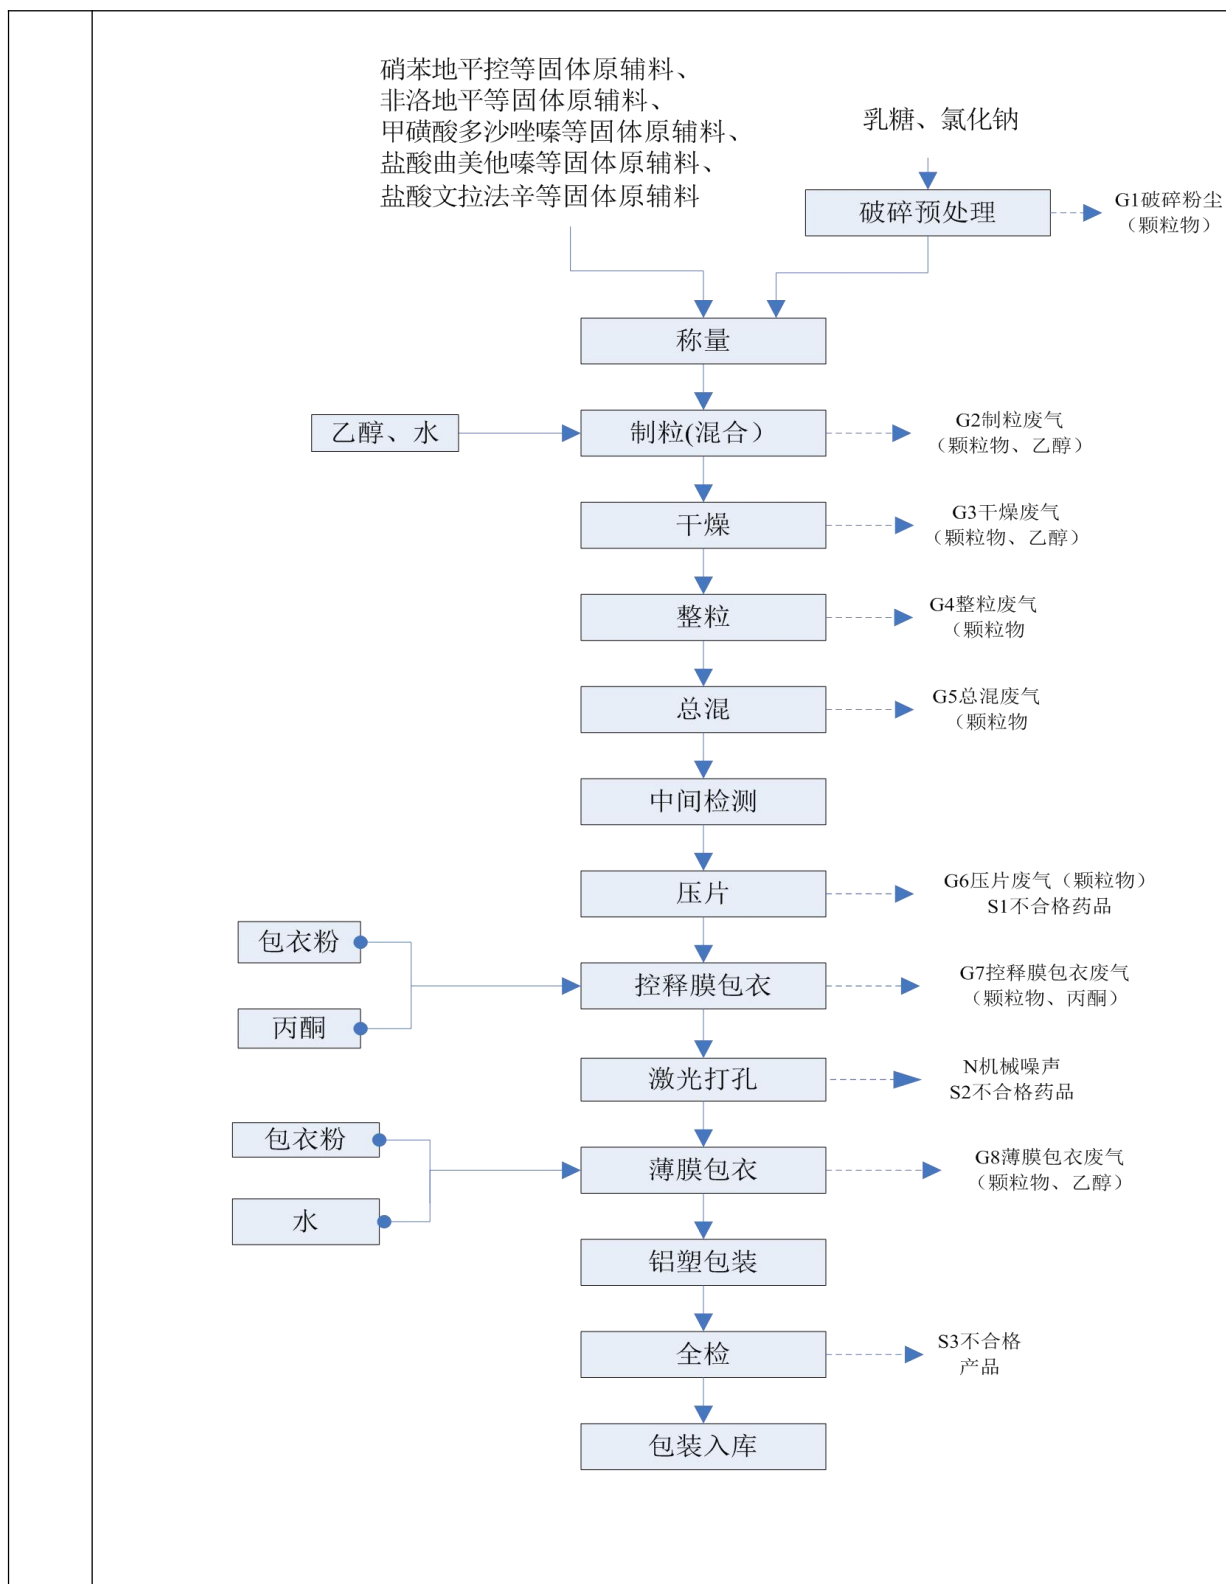 硝苯地平控等固体原辅料、
非洛地平等固体原辅料、
甲磺酸多沙唑嗪等固体原辅料、
盐酸曲美他嗪等固体原辅料、
盐酸文拉法辛等固体原辅料
乳糖、氯化钠
破碎预处理
G1破碎粉尘
（颗粒物）
称量
乙醇、水
制粒(混合）
G2制粒废气
（颗粒物、乙醇）
干燥
G3干燥废气
（颗粒物、乙醇）
整粒
G4整粒废气
（颗粒物
总混
G5总混废气
（颗粒物
中间检测
压片
G6压片废气（颗粒物）
S1不合格药品
包衣粉
丙酮
控释膜包衣
G7控释膜包衣废气
（颗粒物、丙酮）
激光打孔
N机械噪声
S2不合格药品
包衣粉
水
薄膜包衣
G8薄膜包衣废气
（颗粒物、乙醇）
铝塑包装
全检
S3不合格
产品
包装入库